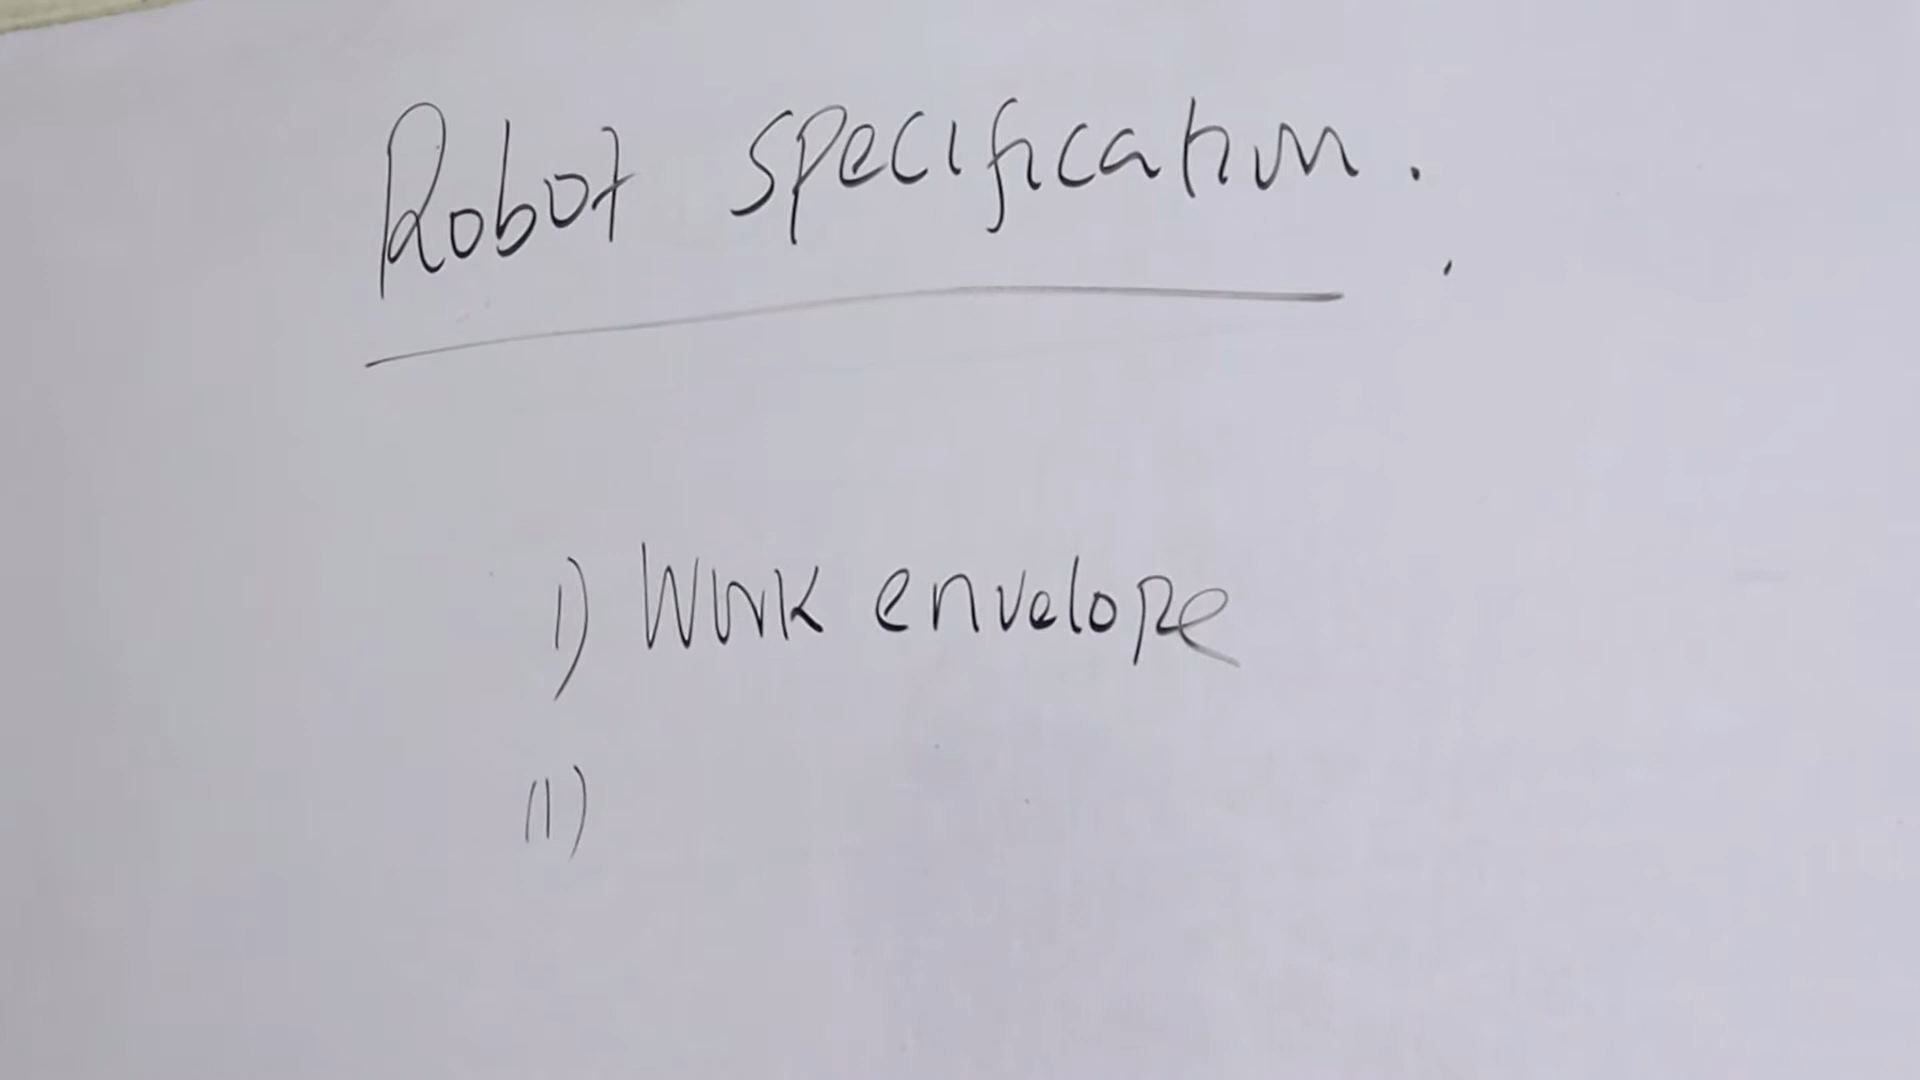 Robot specification.
1) Work envelope
11)